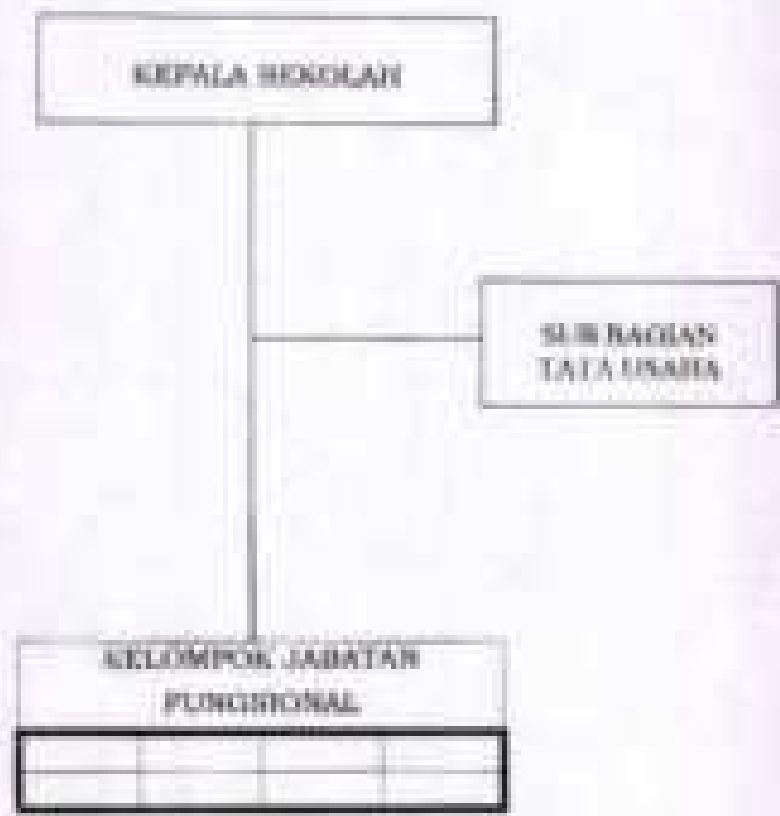 KEPALA SEKOLAH
SUB BAGIAN
TATA USAHA
KELOMPOK JABATAN
FUNGSIONAL